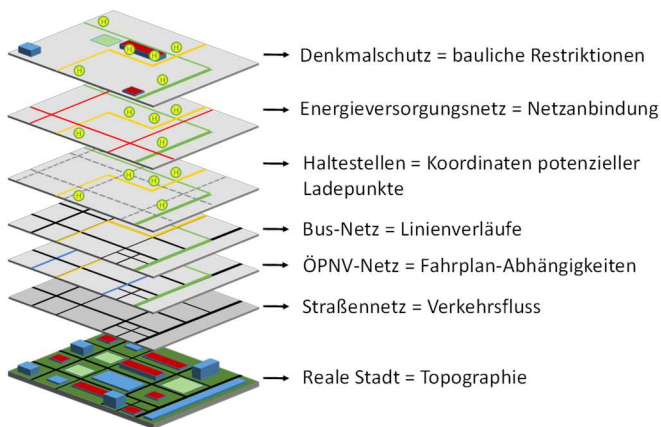 H
H
H
H
H
H
Denkmalschutz = bauliche Restriktionen
H
H
H
H
H
H
Energieversorgungsnetz = Netzanbindung
H
H
H
H
H
H
Haltestellen = Koordinaten potenzieller
Ladepunkte
Bus-Netz = Linienverläufe
ÖPNV-Netz = Fahrplan-Abhängigkeiten
Straßennetz = Verkehrsfluss
Reale Stadt = Topographie